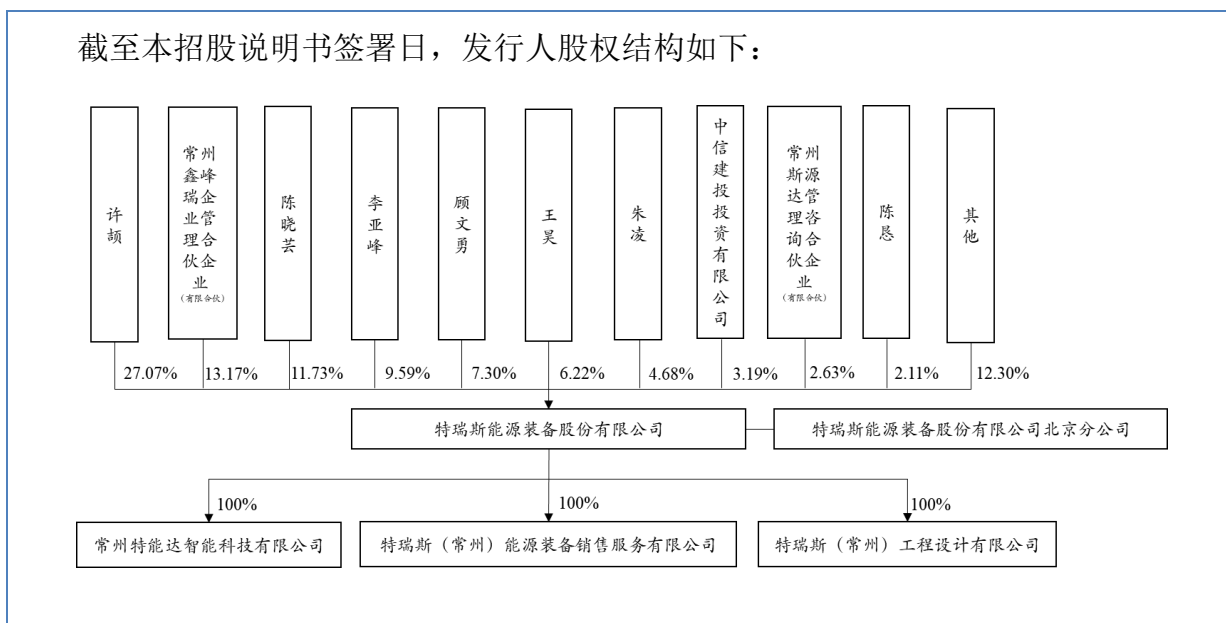 截至本招股说明书签署日，发行人股权结构如下：
许颉
常州
鑫峰
瑞企
业管
理合
伙企
业
(有限合伙)
陈晓芸
李亚峰
顾文勇
王昊
朱凌
中信建投投资有限公司
常州
斯源
达管
理咨
询合
伙企
业
(有限合伙)
陈恳
其他
27.07%
13.17%
11.73%
9.59%
7.30%
6.22%
4.68%
3.19%
2.63%
2.11%
12.30%
特瑞斯能源装备股份有限公司
特瑞斯能源装备股份有限公司北京分公司
100%
100%
100%
常州特能达智能科技有限公司
特瑞斯（常州）能源装备销售服务有限公司
特瑞斯（常州）工程设计有限公司